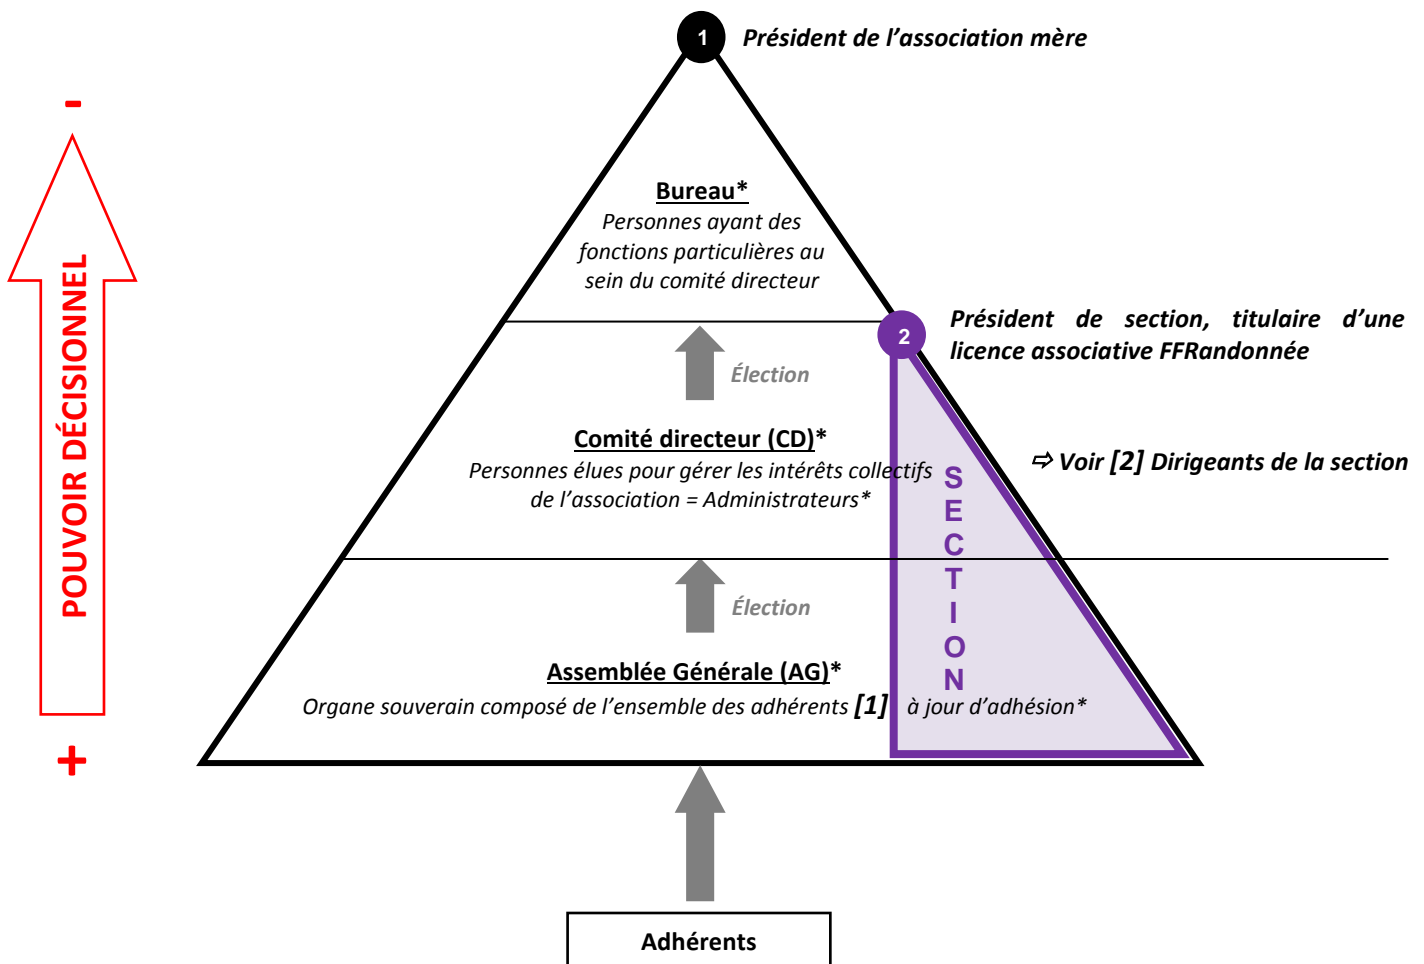 1
Président de l’association mère
-
POUVOIR DÉCISIONNEL
+
Bureau*
Personnes ayant des
fonctions particulières au
sein du comité directeur
2
Président de section, titulaire d’une
licence associative FFRandonnée
Élection
Comité directeur (CD)*
Personnes élues pour gérer les intérêts collectifs
de l’association = Administrateurs*
⇨ Voir [2] Dirigeants de la section
SECTION
Élection
Assemblée Générale (AG)*
Organe souverain composé de l’ensemble des adhérents [1] à jour d’adhésion*
Adhérents